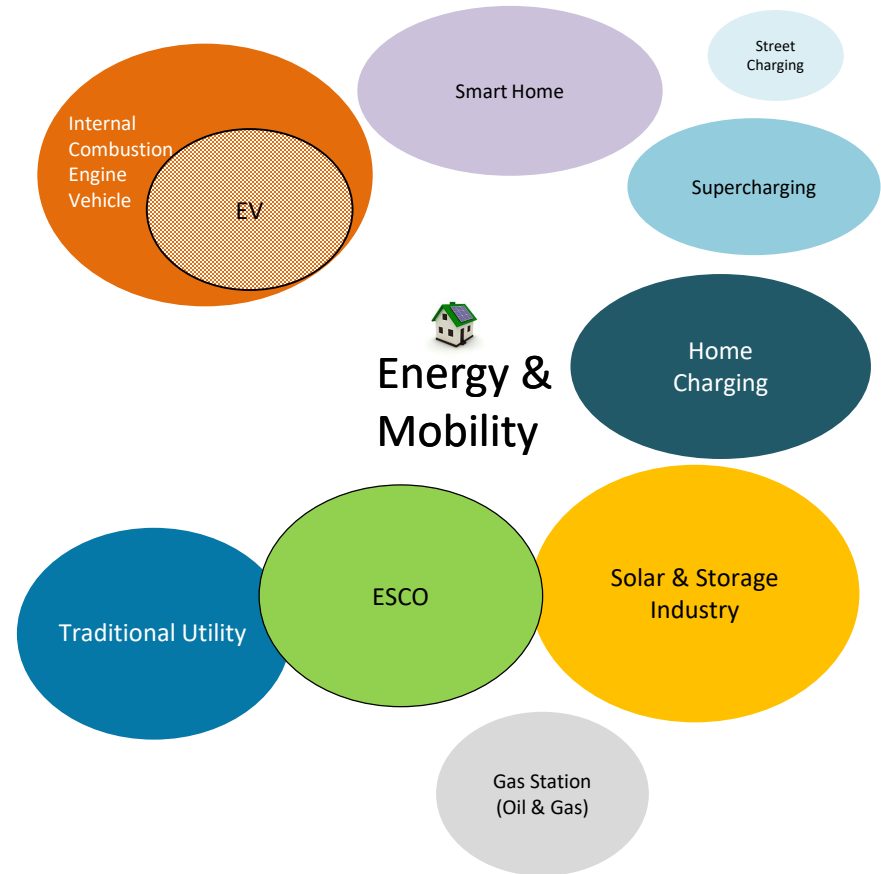 Street
Charging
Smart Home
Internal
Combustion
Engine
Vehicle
Supercharging
EV
Home
Charging
Energy &
Mobility
Solar & Storage
Industry
ESCO
Traditional Utility
Gas Station
(Oil & Gas)